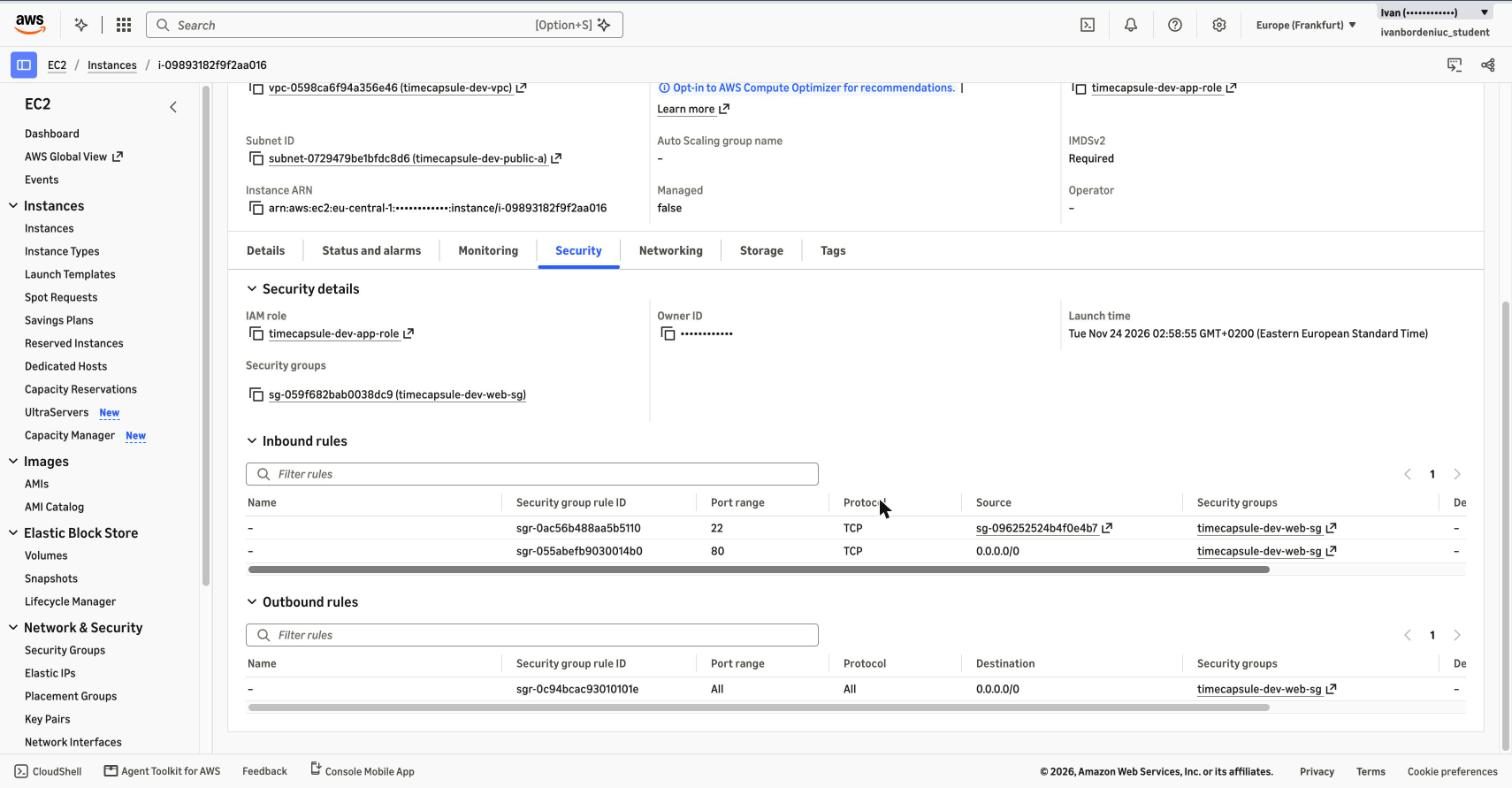 aws
Search [Option+S]
Europe (Frankfurt)
Ivan (••••••••••••)
ivanbordeniuc_student
EC2 / Instances / i-09893182f9f2aa016
EC2
Dashboard
AWS Global View
Events
Instances
Instances
Instance Types
Launch Templates
Spot Requests
Savings Plans
Reserved Instances
Dedicated Hosts
Capacity Reservations
UltraServers New
Capacity Manager New
Images
AMIs
AMI Catalog
Elastic Block Store
Volumes
Snapshots
Lifecycle Manager
Network & Security
Security Groups
Elastic IPs
Placement Groups
Key Pairs
Network Interfaces
vpc-0598ca6f94a356e46 (timecapsule-dev-vpc)
Opt-in to AWS Compute Optimizer for recommendations. |
Learn more
timecapsule-dev-app-role
Subnet ID
subnet-0729479be1bfdc8d6 (timecapsule-dev-public-a)
Auto Scaling group name
–
IMDSv2
Required
Instance ARN
arn:aws:ec2:eu-central-1:••••••••••••:instance/i-09893182f9f2aa016
Managed
false
Operator
–
Details Status and alarms Monitoring Security Networking Storage Tags
Security details
IAM role
timecapsule-dev-app-role
Owner ID
••••••••••••
Launch time
Tue Nov 24 2026 02:58:55 GMT+0200 (Eastern European Standard Time)
Security groups
sg-059f682bab0038dc9 (timecapsule-dev-web-sg)
Inbound rules
Filter rules
1
Name Security group rule ID Port range Protocol Source Security groups De
– sgr-0ac56b488aa5b5110 22 TCP sg-096252524b4f0e4b7 timecapsule-dev-web-sg –
– sgr-055abefb9030014b0 80 TCP 0.0.0.0/0 timecapsule-dev-web-sg –
Outbound rules
Filter rules
1
Name Security group rule ID Port range Protocol Destination Security groups De
– sgr-0c94bcac93010101e All All 0.0.0.0/0 timecapsule-dev-web-sg –
CloudShell Agent Toolkit for AWS Feedback Console Mobile App
© 2026, Amazon Web Services, Inc. or its affiliates. Privacy Terms Cookie preferences